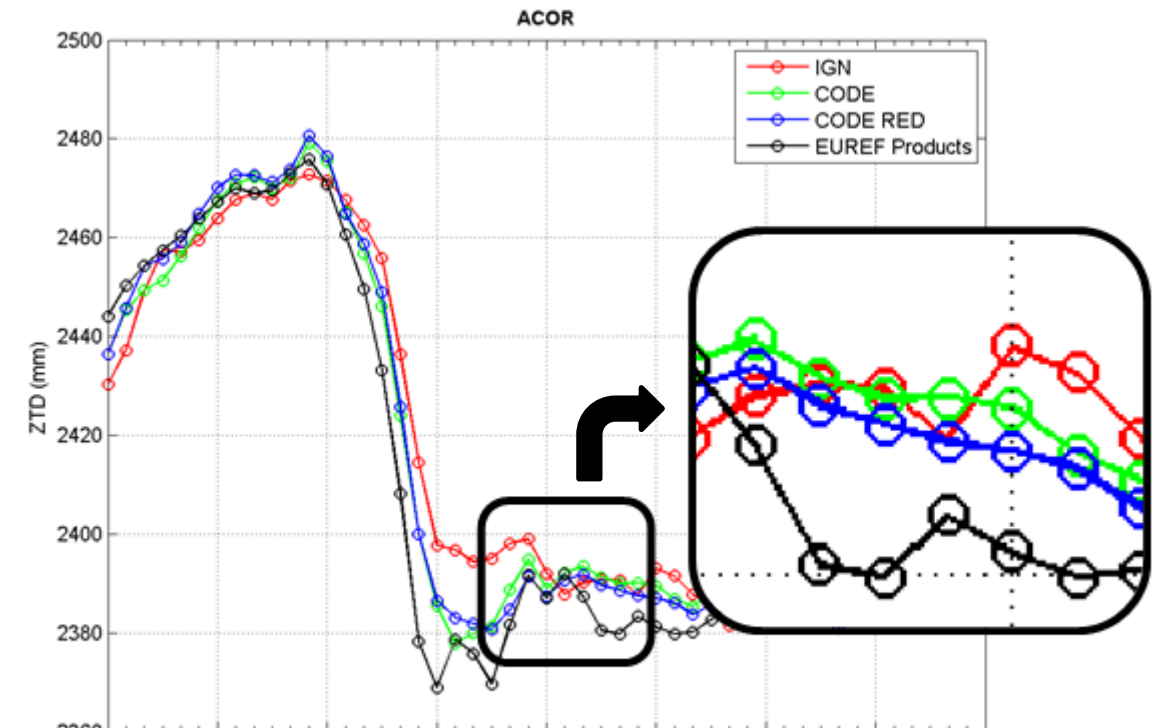 ACOR
2500
IGN
CODE
CODE RED
EUREF Products
2480
2460
2440
ZTD (mm)
2420
2400
2380